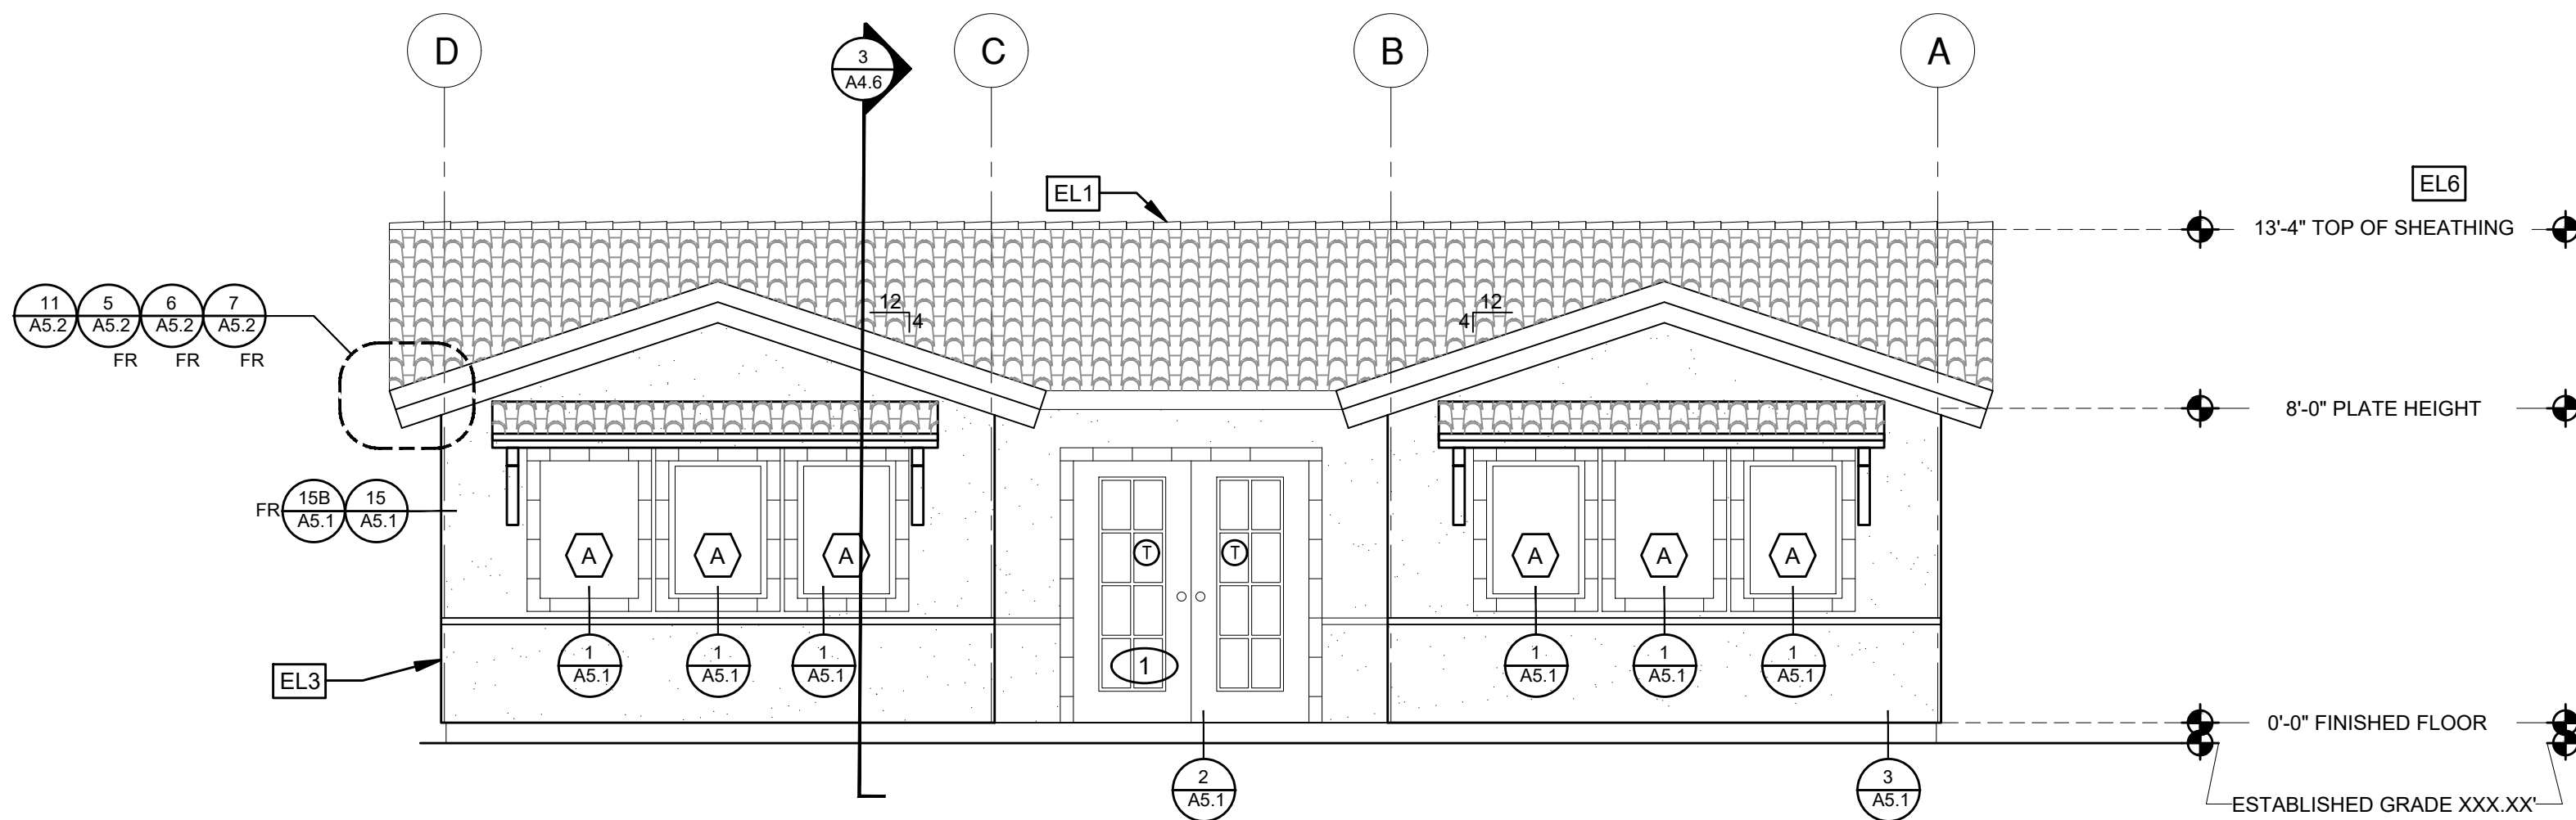 D
C
B
A
3
A4.6
EL1
EL6
13'-4" TOP OF SHEATHING
11
A5.2
5
A5.2
6
A5.2
7
A5.2
FR
FR
FR
12
4
12
4
8'-0" PLATE HEIGHT
FR
15B
A5.1
15
A5.1
A
A
A
T
T
A
A
A
1
A5.1
1
A5.1
1
A5.1
1
1
A5.1
1
A5.1
1
A5.1
EL3
0'-0" FINISHED FLOOR
2
A5.1
3
A5.1
ESTABLISHED GRADE XXX.XX'